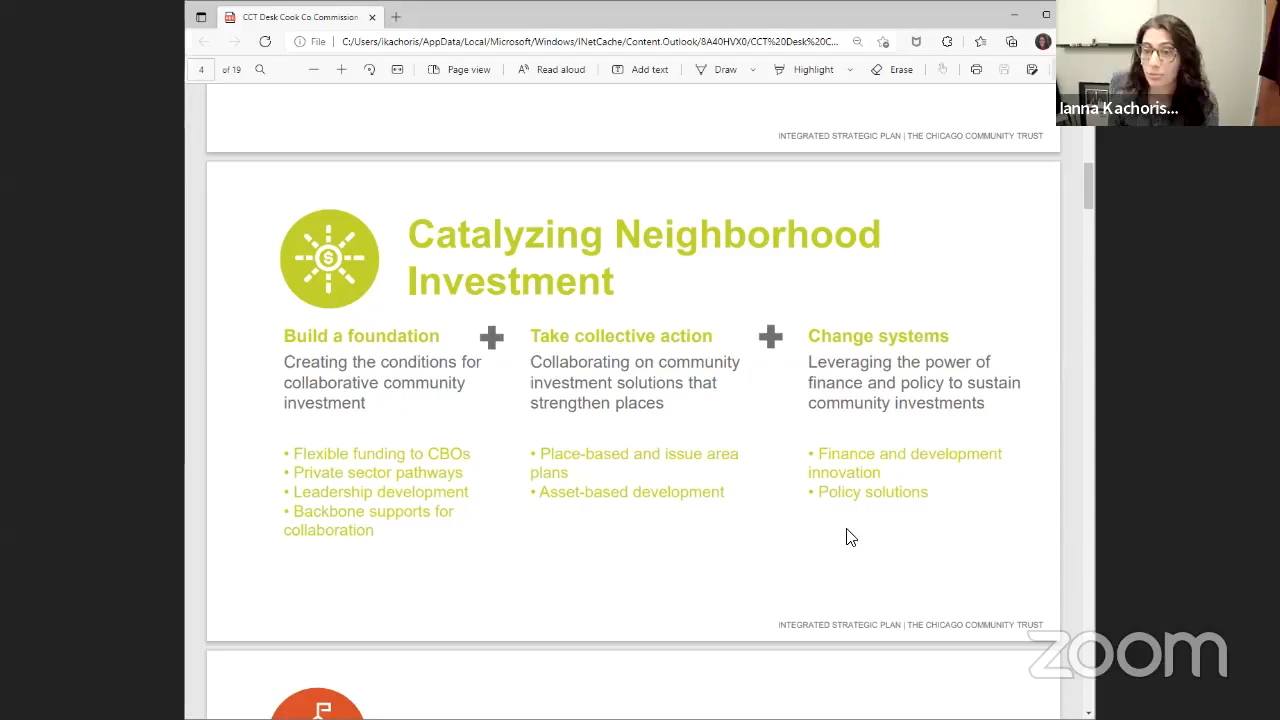 CCT Desk Cook Co Commission
File C:/Users/ikachoris/AppData/Local/Microsoft/Windows/INetCache/Content.Outlook/8A40HVX0/CCT%20Desk%20C...
4 of 19 Page view Read aloud Add text Draw Highlight Erase
Ianna Kachoris...
INTEGRATED STRATEGIC PLAN | THE CHICAGO COMMUNITY TRUST
$
Catalyzing Neighborhood
Investment
Build a foundation
Creating the conditions for
collaborative community
investment
• Flexible funding to CBOs
• Private sector pathways
• Leadership development
• Backbone supports for
collaboration
Take collective action
Collaborating on community
investment solutions that
strengthen places
• Place-based and issue area
plans
• Asset-based development
Change systems
Leveraging the power of
finance and policy to sustain
community investments
• Finance and development
innovation
• Policy solutions
INTEGRATED STRATEGIC PLAN | THE CHICAGO COMMUNITY TRUST
zoom